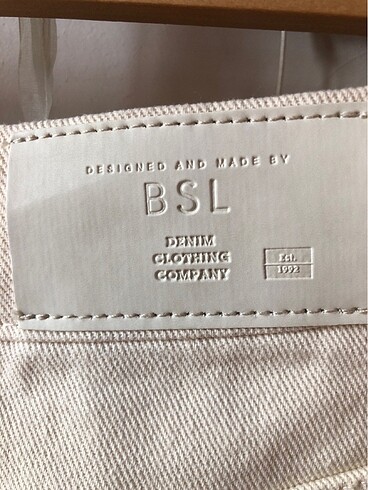 DESIGNED AND MADE BY
BSL
DENIM
CLOTHING
COMPANY
Est.
1992